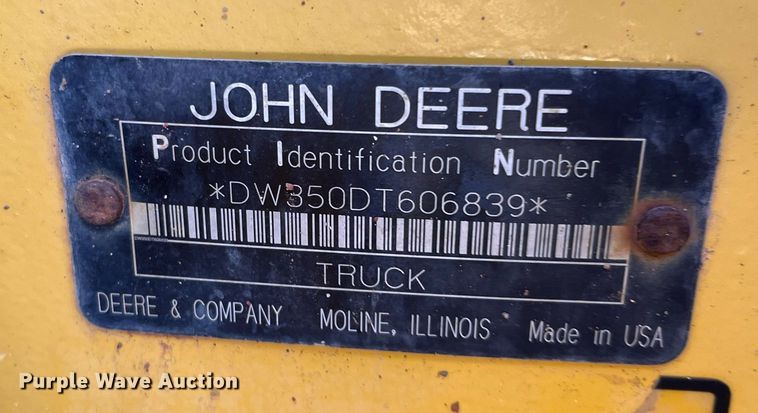 JOHN DEERE
Product Identification Number
*DW350DT606839*
TRUCK
DEERE & COMPANY MOLINE, ILLINOIS Made in USA
Purple Wave Auction